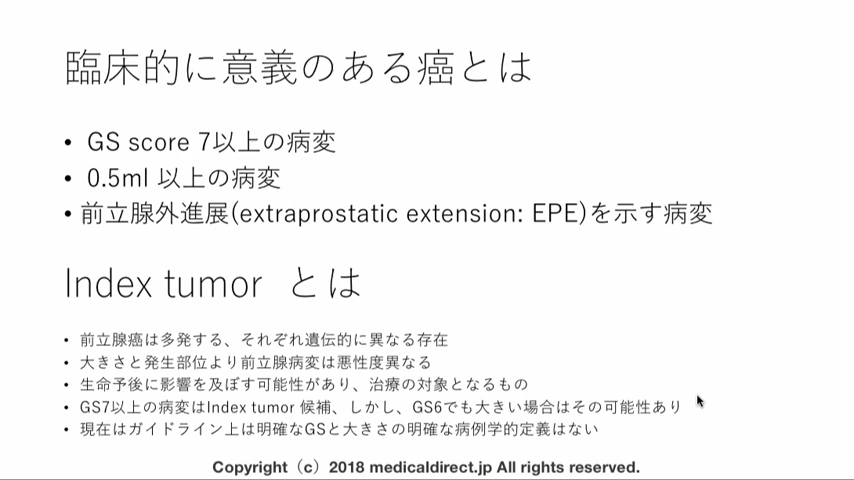 臨床的に意義のある癌とは
• GS score 7以上の病変
• 0.5ml 以上の病変
• 前立腺外進展(extraprostatic extension: EPE)を示す病変
Index tumor とは
• 前立腺癌は多発する、それぞれ遺伝的に異なる存在
• 大きさと発生部位より前立腺病変は悪性度異なる
• 生命予後に影響を及ぼす可能性があり、治療の対象となるもの
• GS7以上の病変はIndex tumor 候補、しかし、GS6でも大きい場合はその可能性あり
• 現在はガイドライン上は明確なGSと大きさの明確な病例学的定義はない
Copyright（c）2018 medicaldirect.jp All rights reserved.